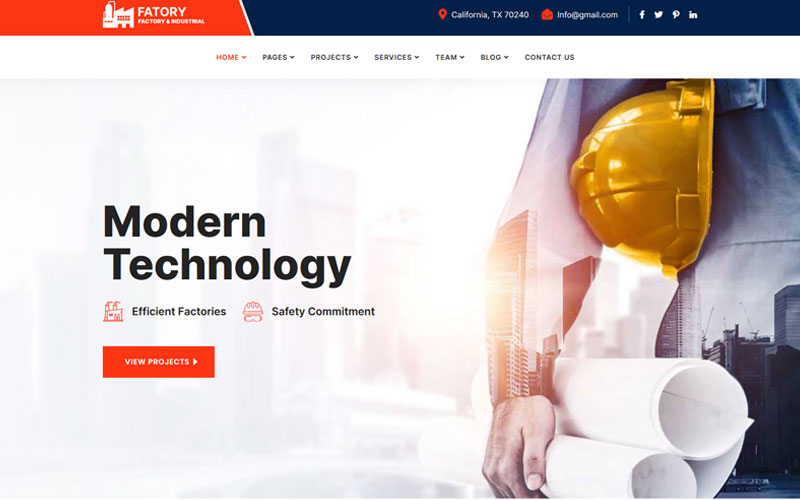 FATORY
FACTORY & INDUSTRIAL
California, TX 70240
Info@gmail.com
HOME
PAGES
PROJECTS
SERVICES
TEAM
BLOG
CONTACT US
Modern
Technology
Efficient Factories
Safety Commitment
VIEW PROJECTS